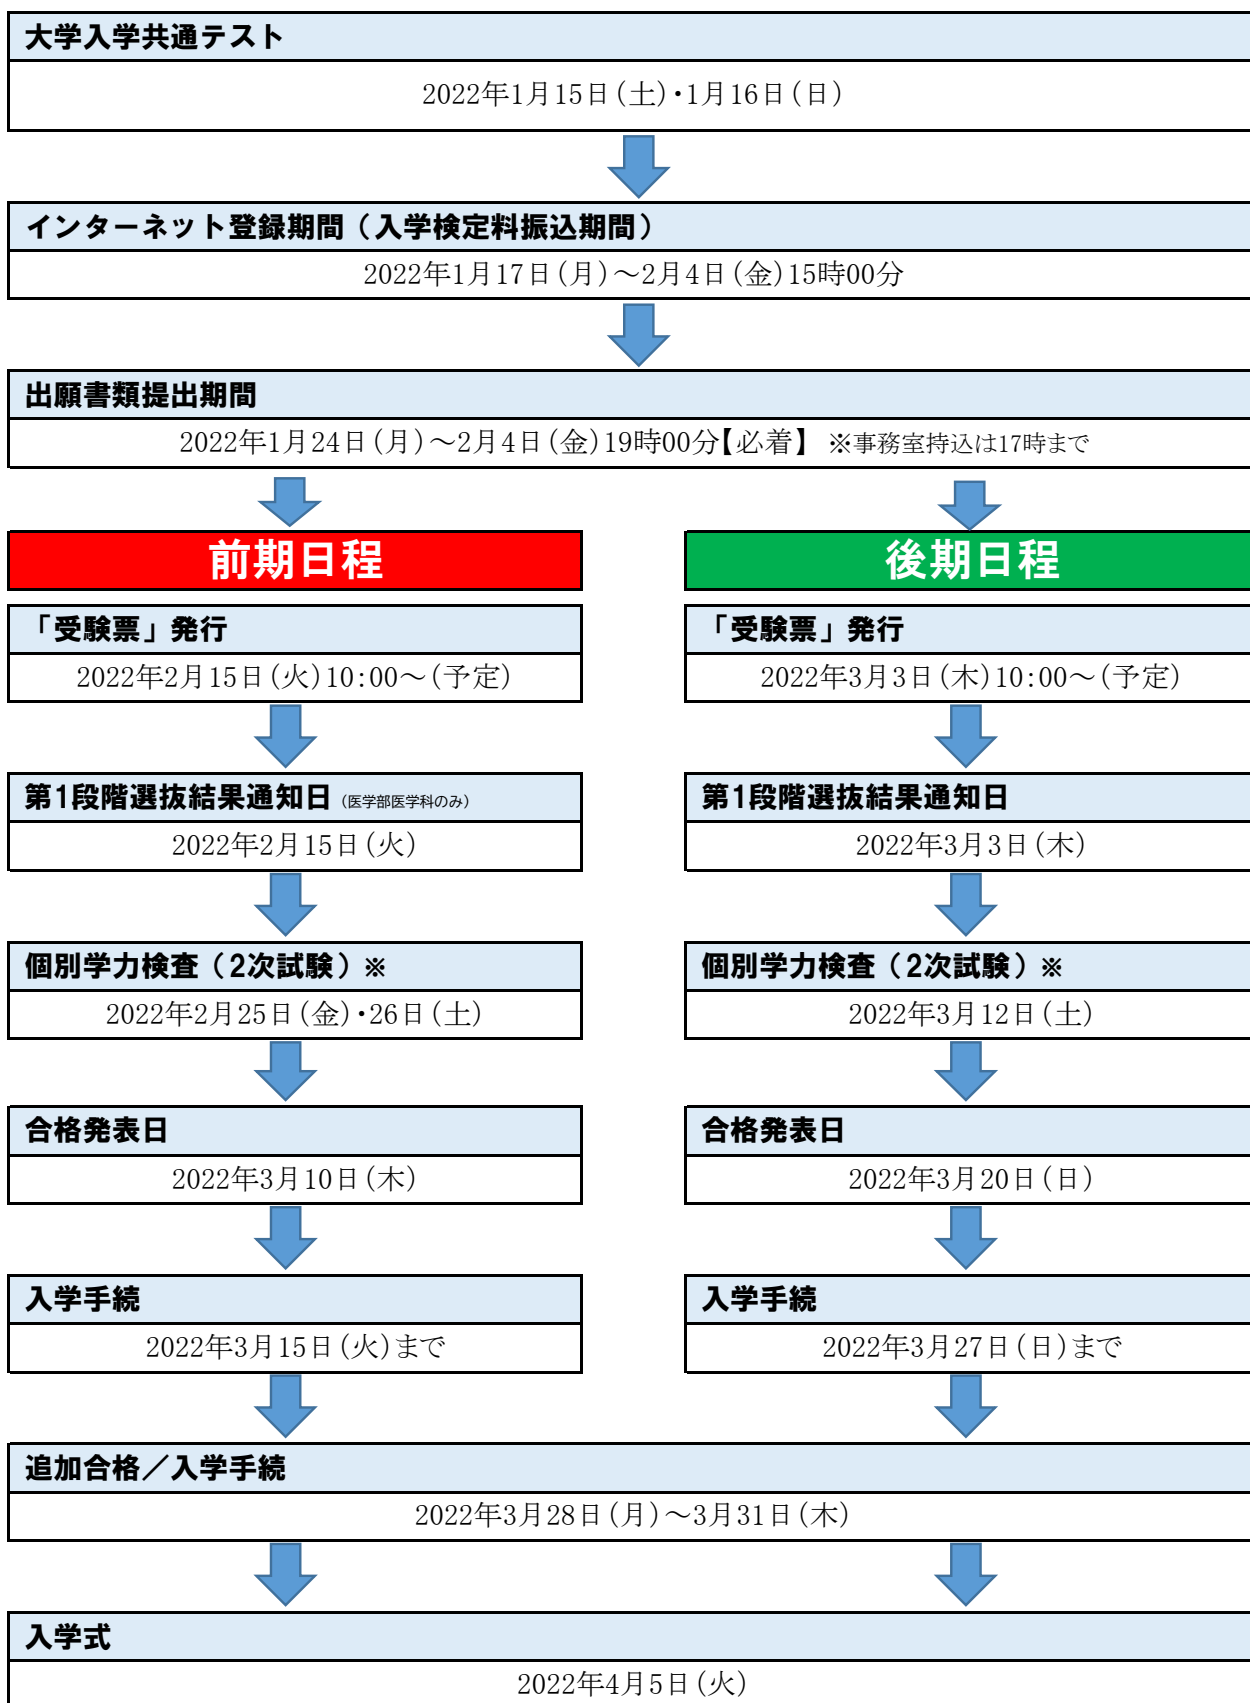 大学入学共通テスト
2022年1月15日(土)・1月16日(日)
インターネット登録期間（入学検定料振込期間）
2022年1月17日(月)～2月4日(金)15時00分
出願書類提出期間
2022年1月24日(月)～2月4日(金)19時00分【必着】 ※事務室持込は17時まで
前期日程
「受験票」発行
2022年2月15日(火)10:00～(予定)
第1段階選抜結果通知日（医学部医学科のみ）
2022年2月15日(火)
個別学力検査（2次試験）※
2022年2月25日(金)・26日(土)
合格発表日
2022年3月10日(木)
入学手続
2022年3月15日(火)まで
後期日程
「受験票」発行
2022年3月3日(木)10:00～(予定)
第1段階選抜結果通知日
2022年3月3日(木)
個別学力検査（2次試験）※
2022年3月12日(土)
合格発表日
2022年3月20日(日)
入学手続
2022年3月27日(日)まで
追加合格／入学手続
2022年3月28日(月)～3月31日(木)
入学式
2022年4月5日(火)